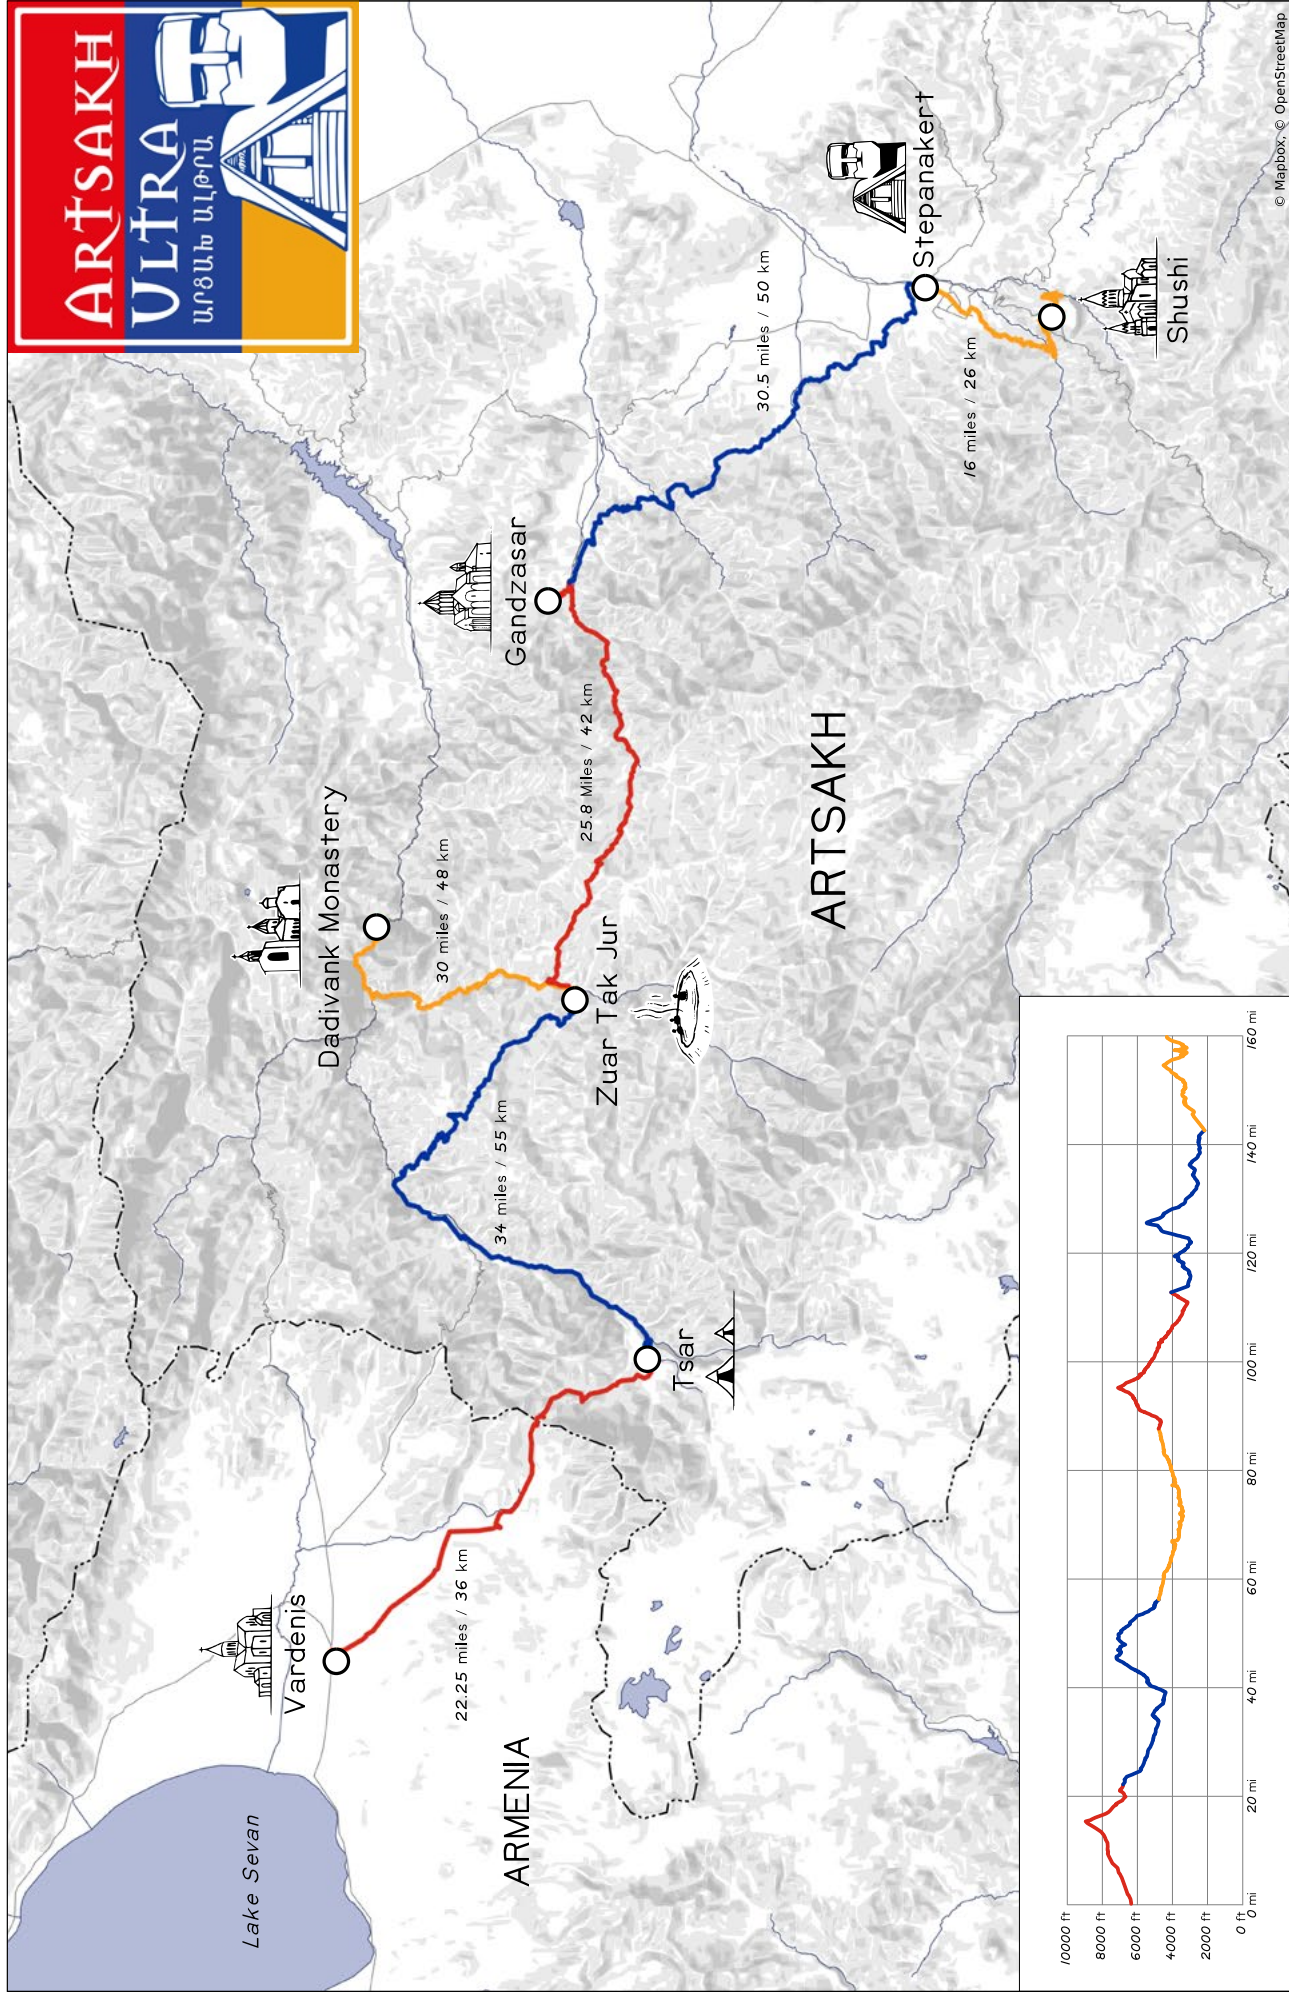 ARTSAKH
ULTRA
ԱՐՑԱԽ ԱԼԹՐԱ
Lake Sevan
ARMENIA
Vardenis
22.25 miles / 36 km
Tsar
34 miles / 55 km
Dadivank Monastery
30 miles / 48 km
Zuar Tak Jur
25.8 Miles / 42 km
Gandzasar
ARTSAKH
30.5 miles / 50 km
Stepanakert
16 miles / 26 km
Shushi
10000 ft
8000 ft
6000 ft
4000 ft
2000 ft
0 ft
0 mi
20 mi
40 mi
60 mi
80 mi
100 mi
120 mi
140 mi
160 mi
© Mapbox, © OpenStreetMap